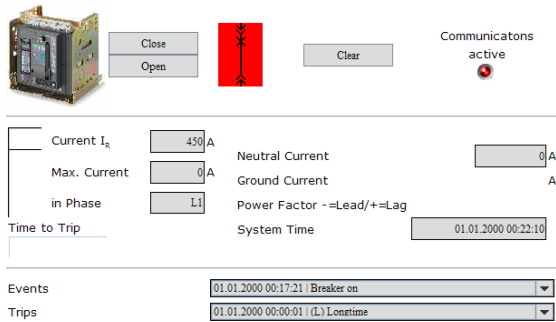 Close
Open
Clear
Communicatons
active
Current IR 450 A
Max. Current 0 A
in Phase L1
Time to Trip
Neutral Current 0 A
Ground Current A
Power Factor -=Lead/+=Lag
System Time 01.01.2000 00:22:10
Events 01.01.2000 00:17:21 | Breaker on
Trips 01.01.2000 00:00:01 | (L) Longtime